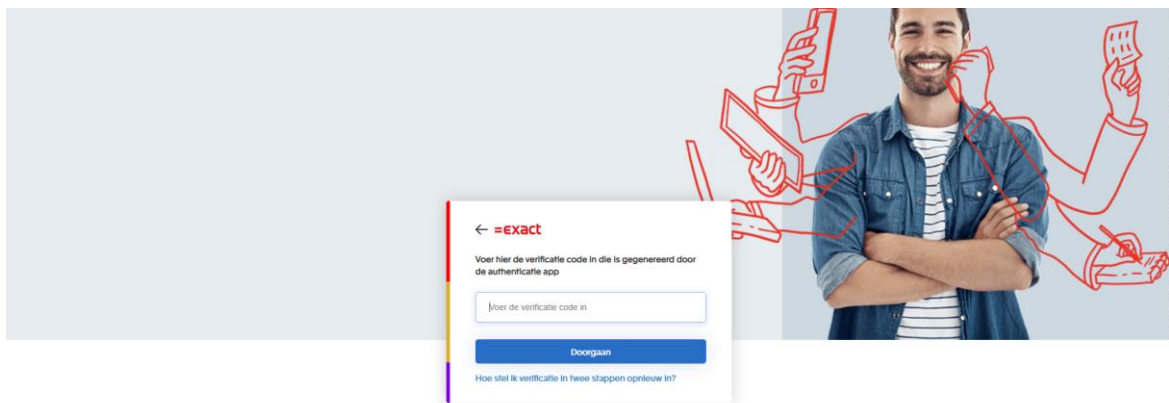 =exact
Voer hier de verificatie code in die is gegenereerd door
de authenticatie app
Voer de verificatie code in
Doorgaan
Hoe stel ik verificatie in twee stappen opnieuw in?